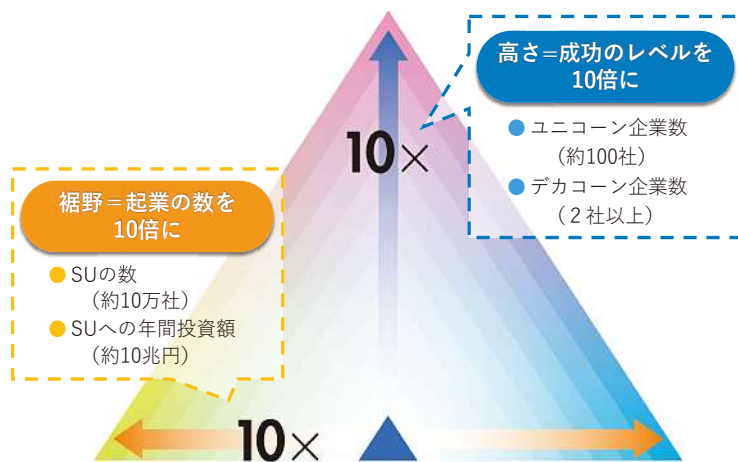 高さ=成功のレベルを
10倍に
● ユニコーン企業数
（約100社）
● デカコーン企業数
（２社以上）
10×
裾野＝起業の数を
10倍に
● SUの数
（約10万社）
● SUへの年間投資額
（約10兆円）
10×